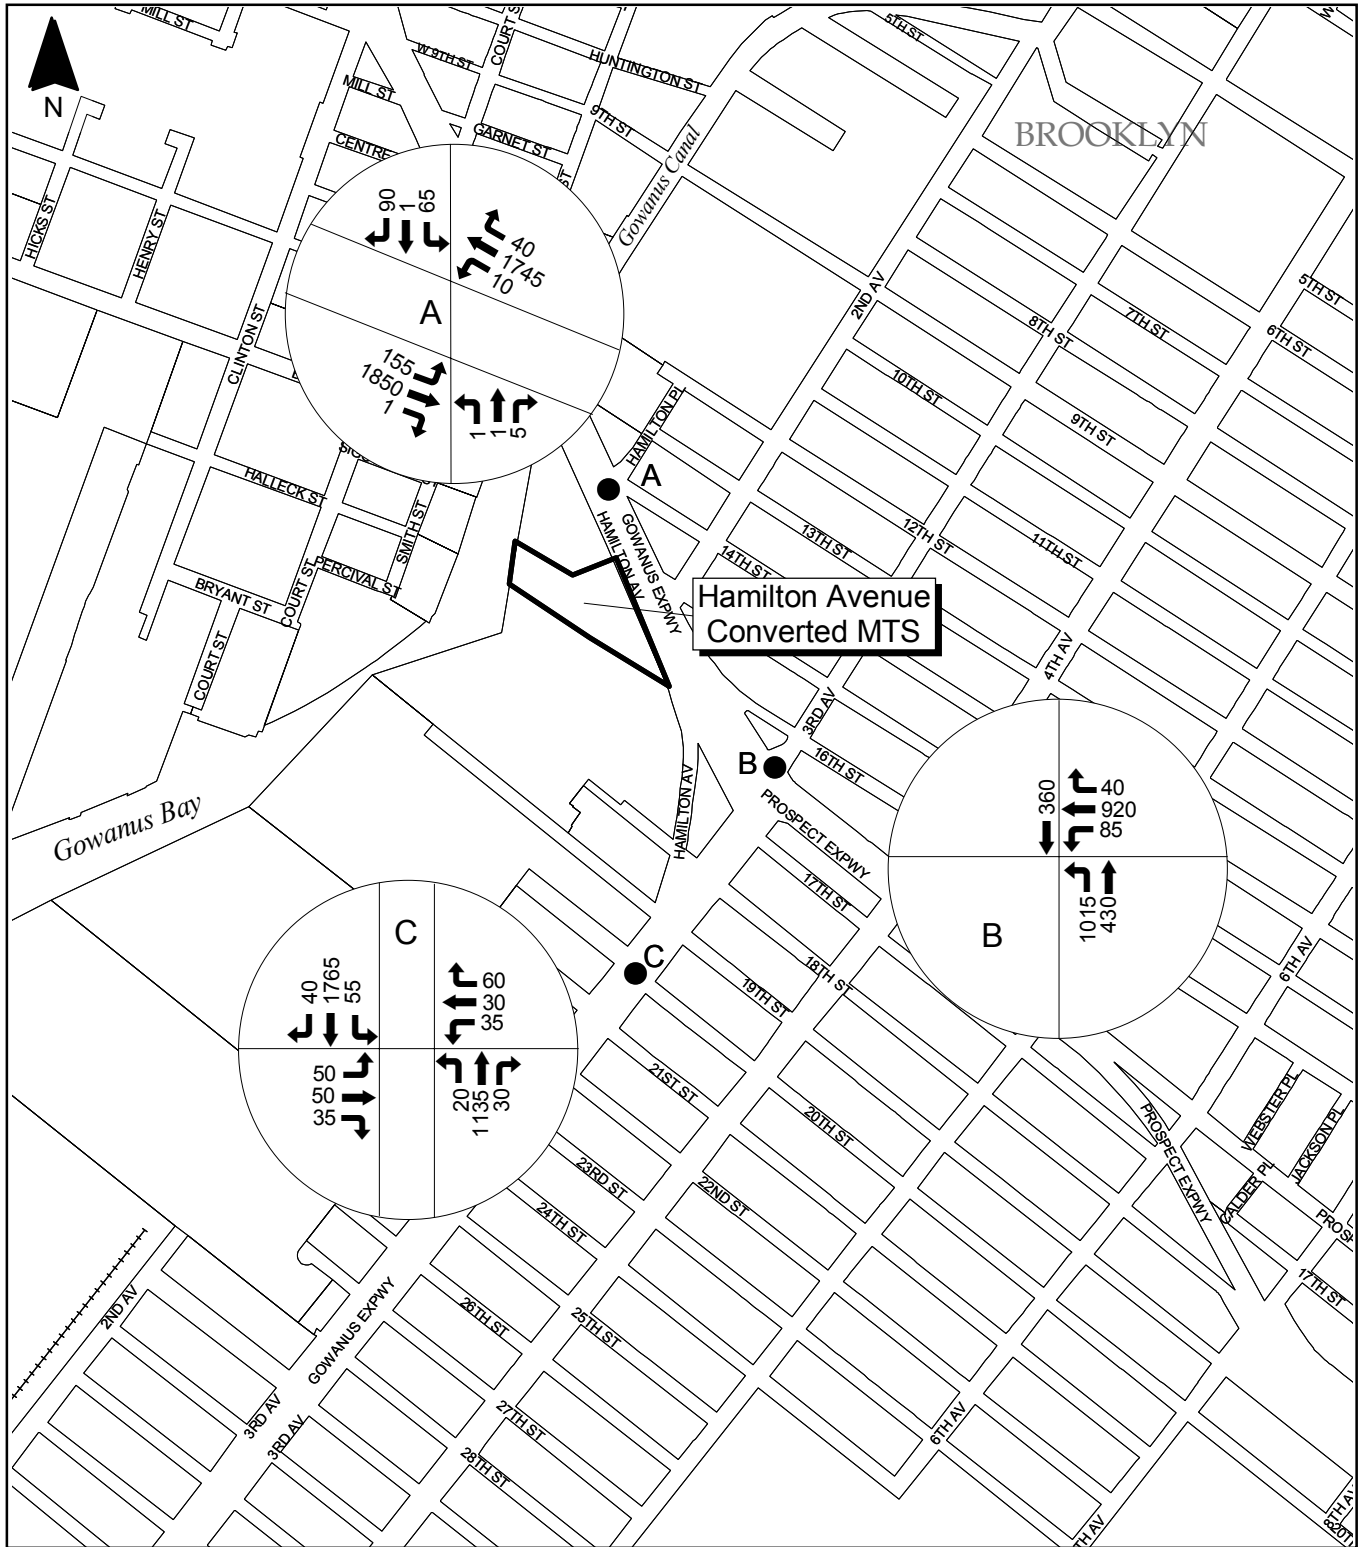 MILL ST
COURT S
W 9TH ST
HUNTINGTON ST
5TH ST
N
MILL ST
9TH ST
GARNET ST
CENTRE
BROOKLYN
Gowanus Canal
HICKS ST
HENRY ST
90
1
65
40
1745
10
A
155
1850
1
1
1
5
CLINTON ST
2ND AV
5TH ST
6TH ST
7TH ST
8TH ST
9TH ST
10TH ST
HAMILTON PL
A
HALLECK ST
SMITH ST
GOWANUS EXPWY
HAMILTON AV
11TH ST
12TH ST
13TH ST
14TH ST
PERCIVAL ST
BRYANT ST
COURT ST
COURT ST
Hamilton Avenue
Converted MTS
4TH AV
3RD AV
B
16TH ST
PROSPECT EXPWY
HAMILTON AV
Gowanus Bay
360
40
920
85
1015
430
B
17TH ST
18TH ST
19TH ST
6TH AV
C
C
40
1765
55
60
30
35
50
50
35
20
1135
30
21ST ST
20TH ST
22ND ST
23RD ST
24TH ST
WEBSTER PL
JACKSON PL
CALDER PL
PROSPECT EXPWY
17TH ST
2ND AV
GOWANUS EXPWY
26TH ST
25TH ST
3RD AV
3RD AV
27TH ST
28TH ST
6TH AV
TH AV